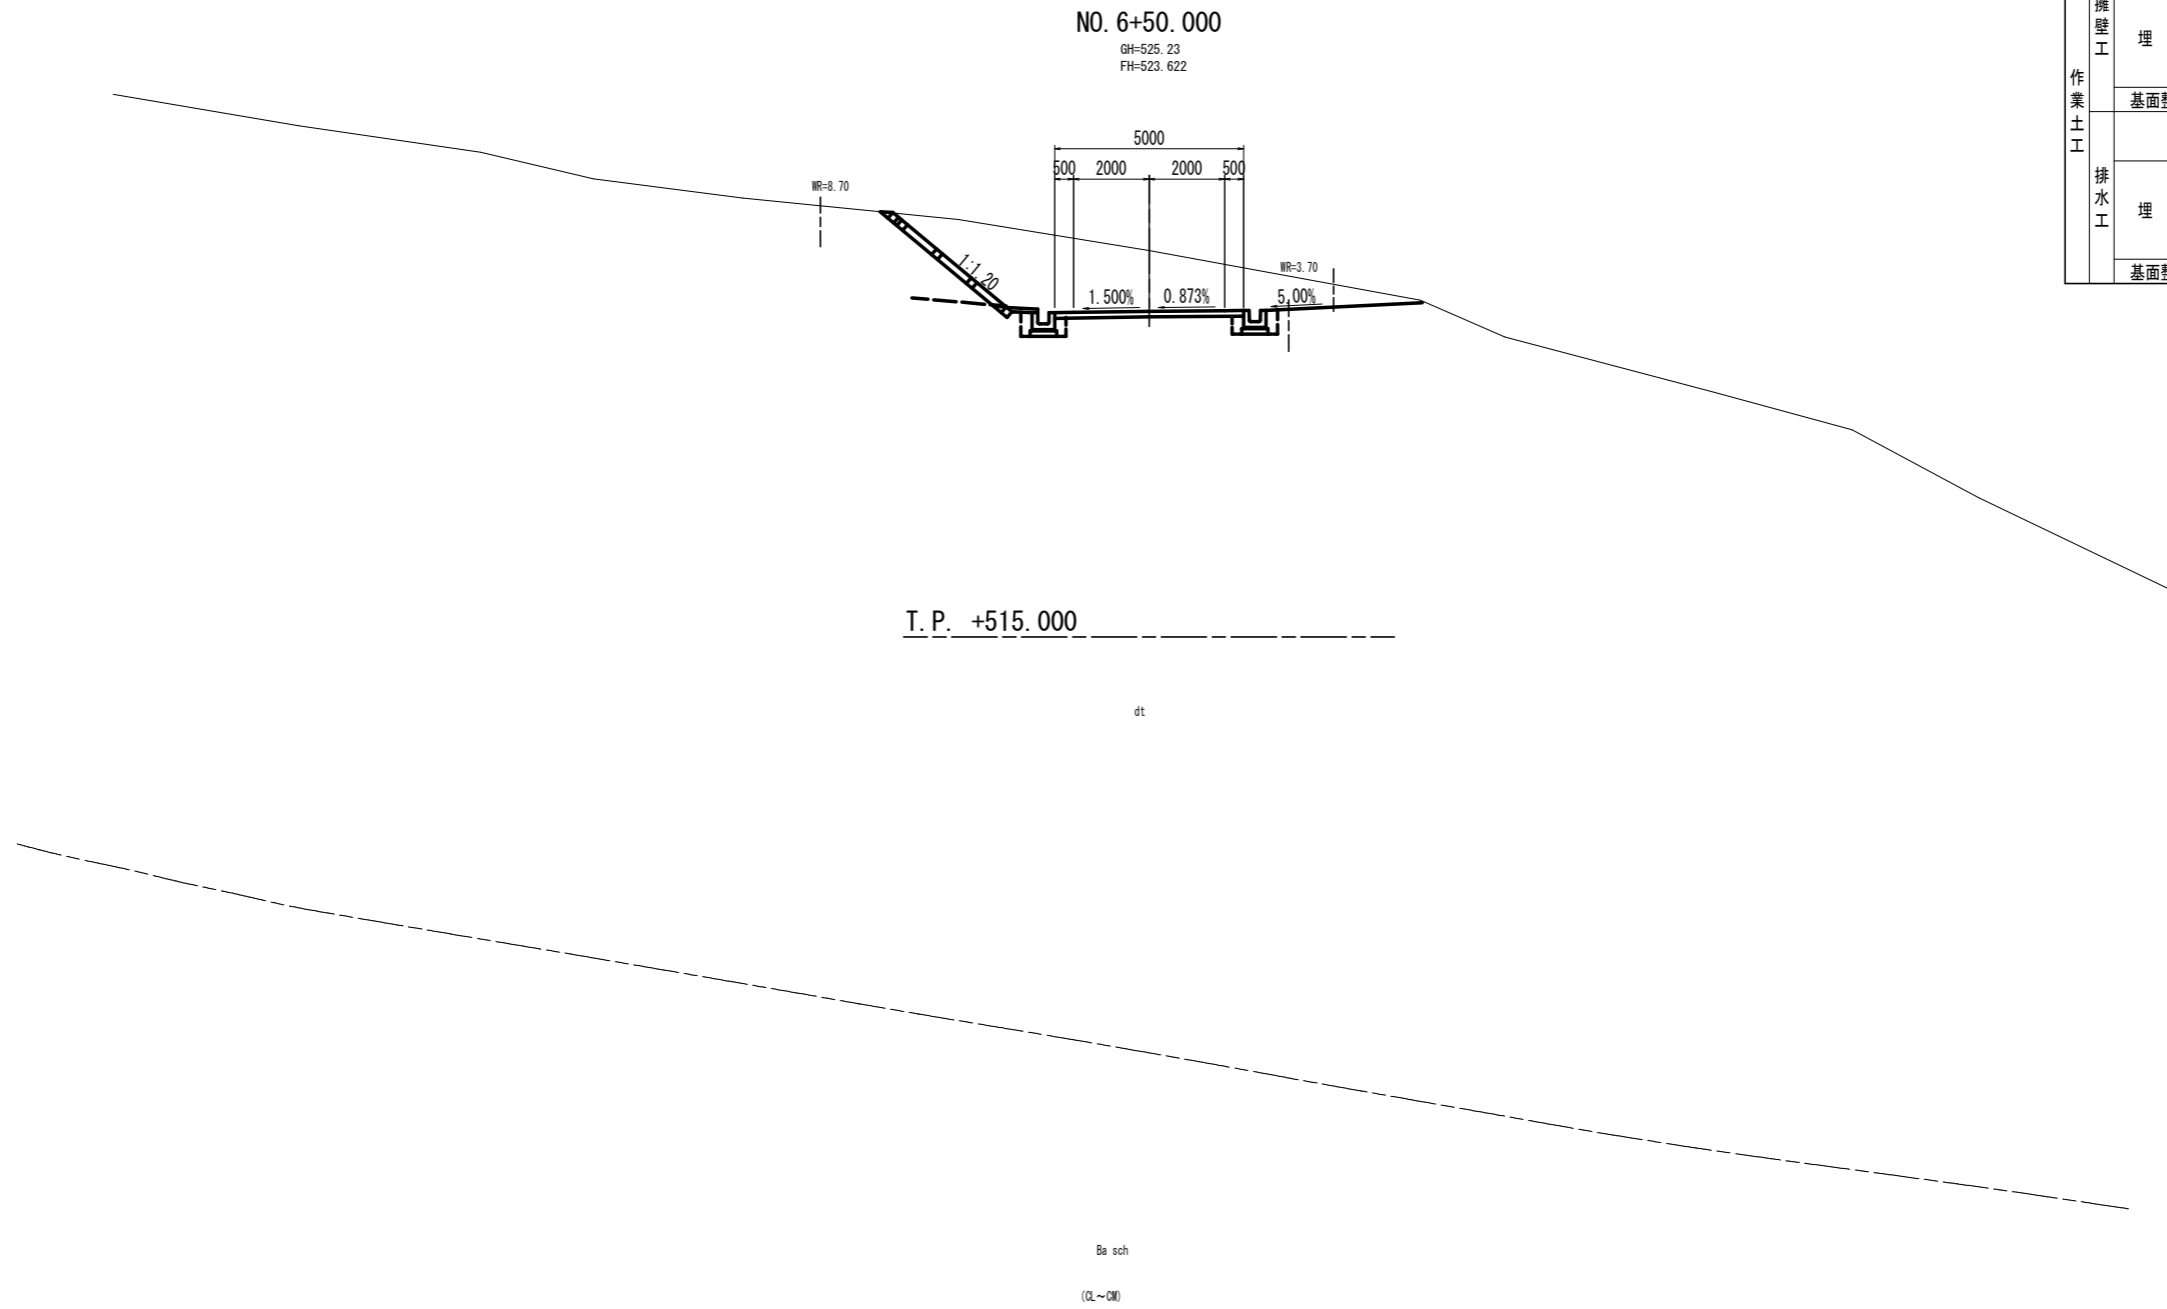 NO. 6+50.000
GH=525.23
FH=523.622
5000
500 2000 2000 500
WR=8.70
1:1.20
1.500% 0.873% 5.00%
WR=3.70
T.P. +515.000
dt
Ba sch
(CL～CM)
作業土工
擁壁工
埋
基面整
排水工
埋
基面整